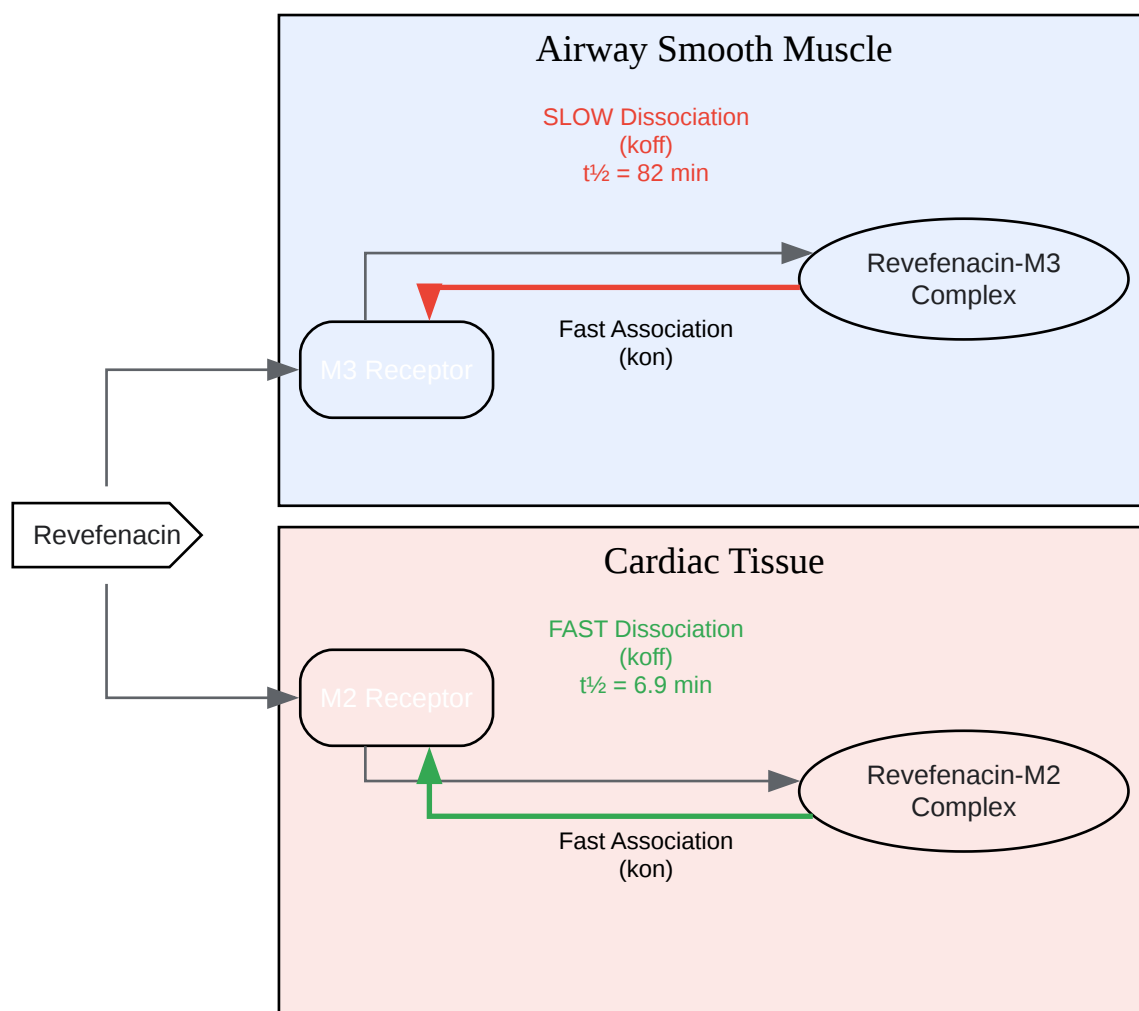 Airway Smooth Muscle
SLOW Dissociation
(koff)
t½ = 82 min
Revefenacin-M3
Complex
Fast Association
(kon)
M3 Receptor
Revefenacin
Cardiac Tissue
FAST Dissociation
(koff)
t½ = 6.9 min
M2 Receptor
Revefenacin-M2
Complex
Fast Association
(kon)